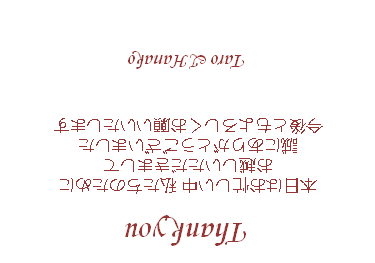 Thank you
本日はお忙しい中 私たちのために
お越しいただきまして
誠にありがとうございました
今後ともよろしくお願いいたします
Taro & Hanako